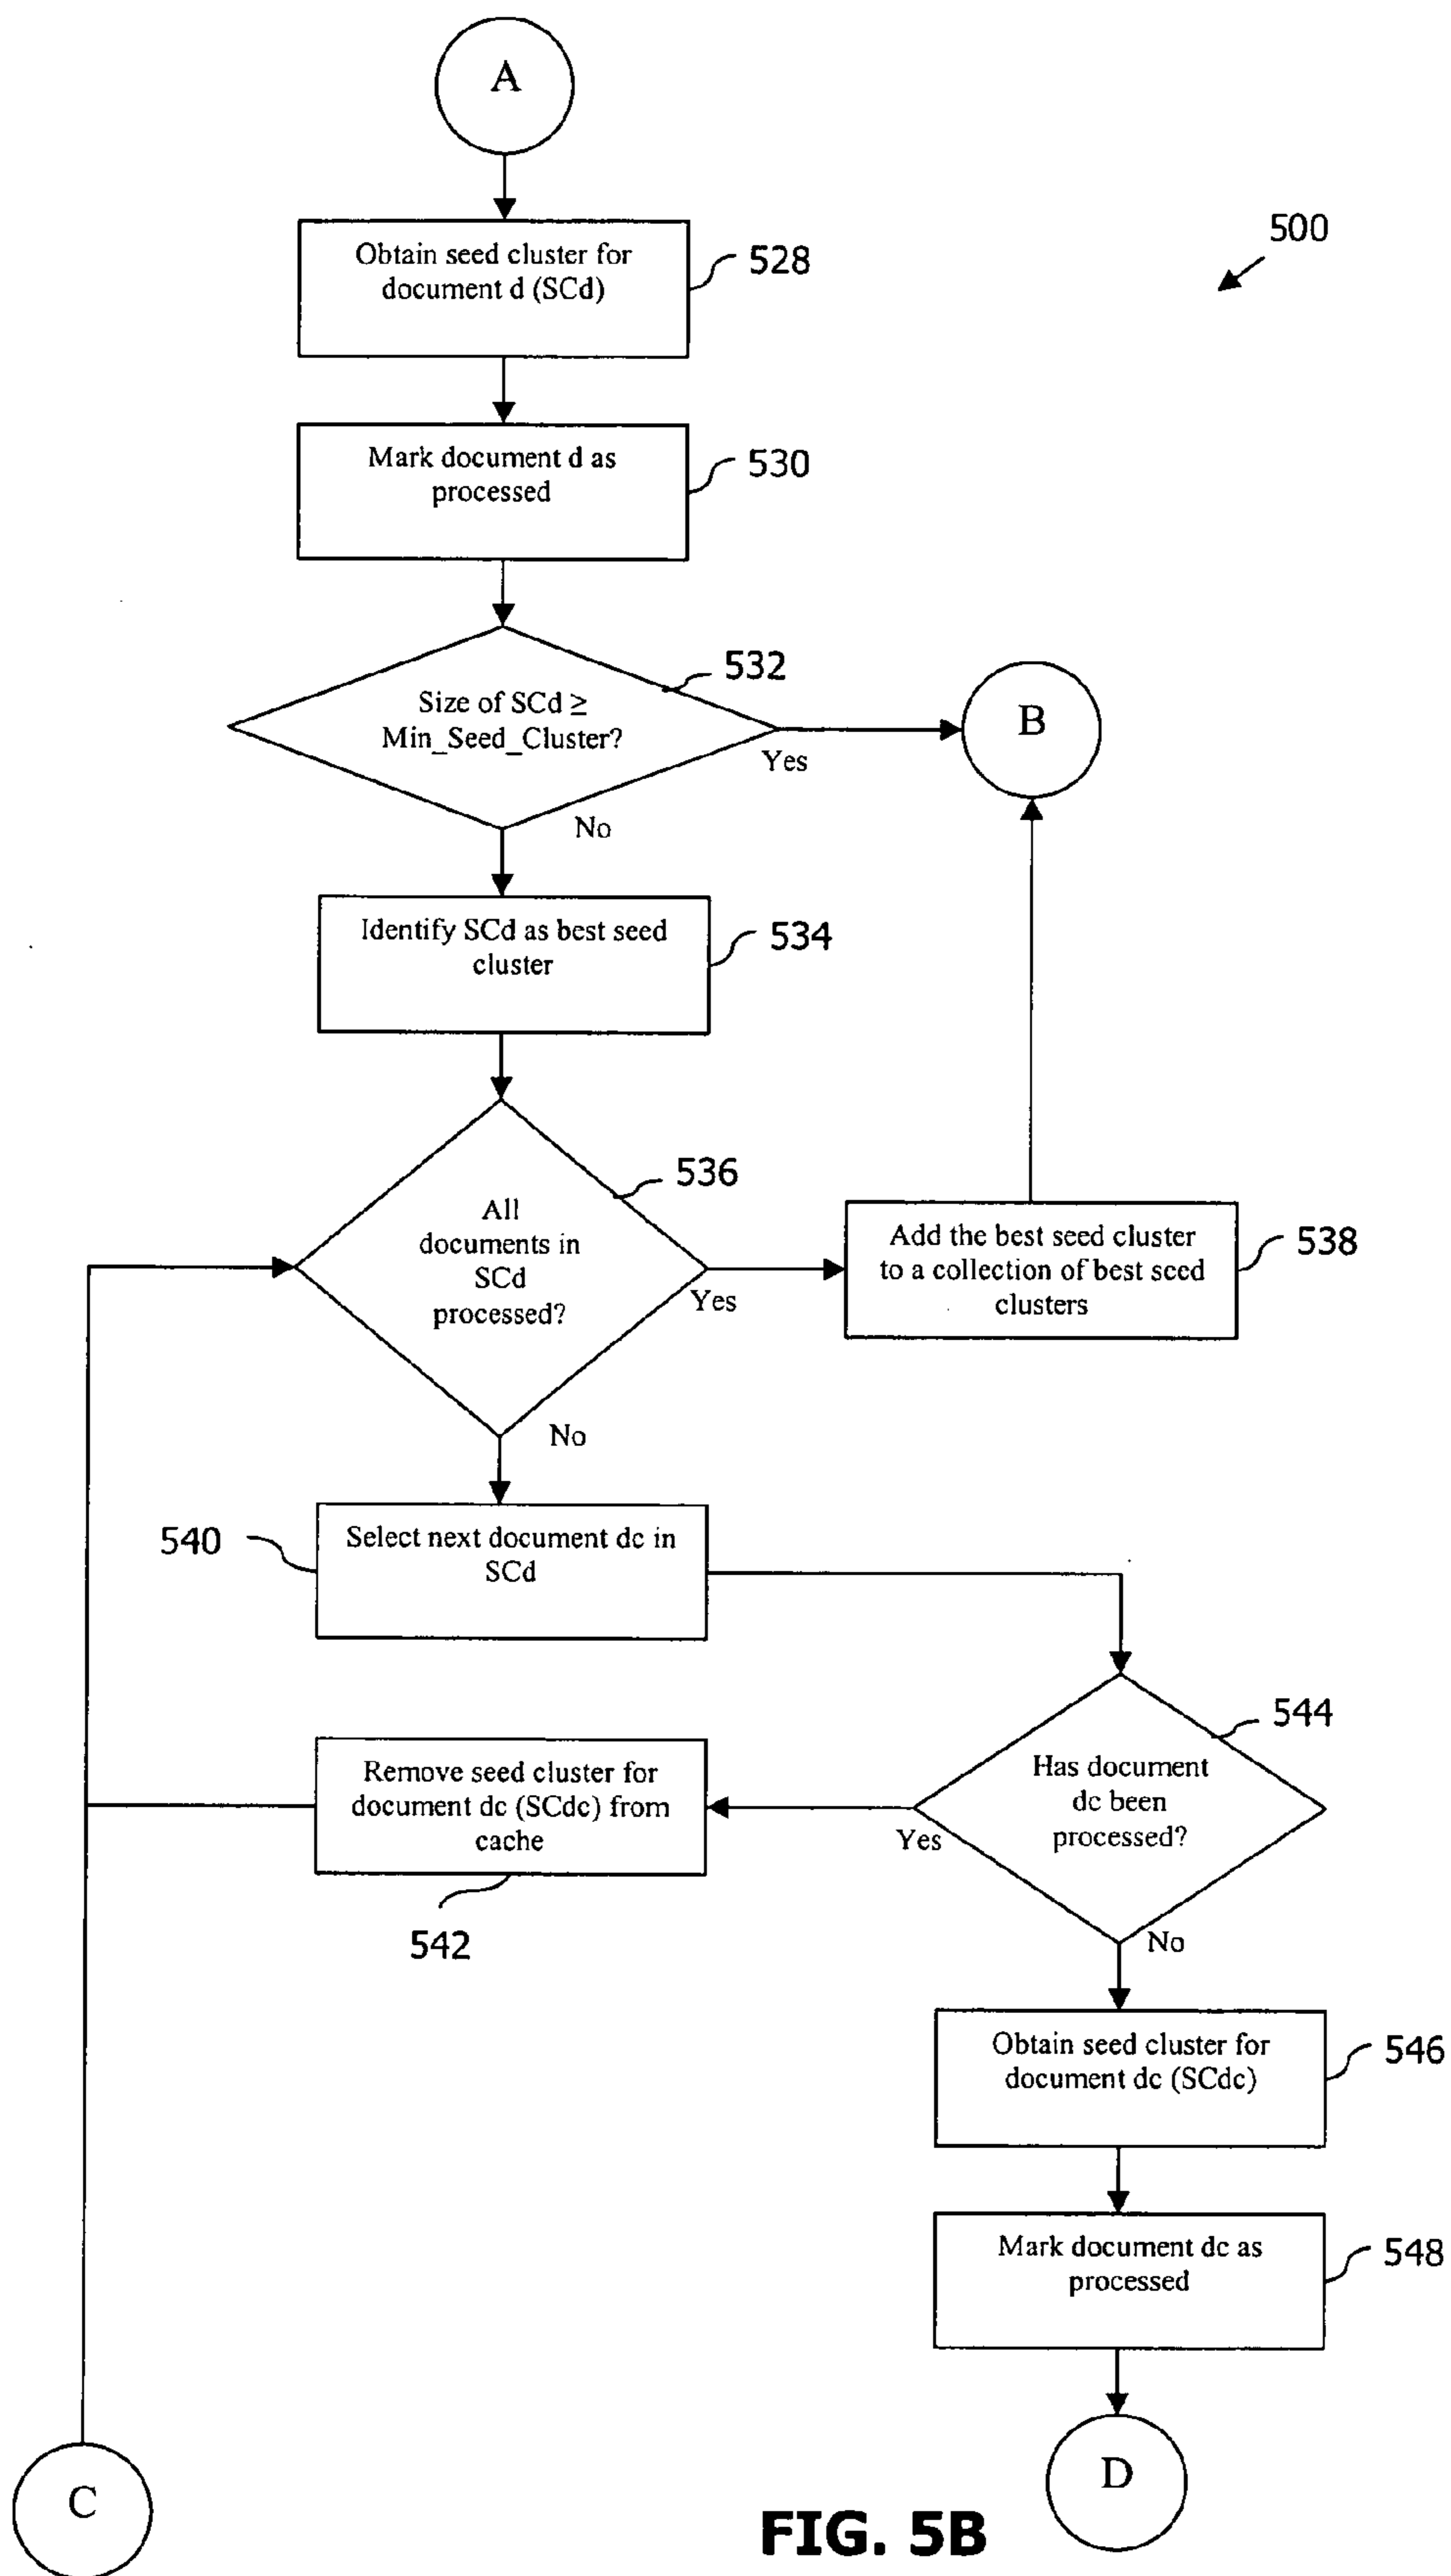 A
500
Obtain seed cluster for
document d (SCd)
528
Mark document d as
processed
530
532
Size of SCd ≥
Min_Seed_Cluster?
Yes
B
No
Identify SCd as best seed
cluster
534
536
All
documents in
SCd
processed?
Yes
Add the best seed cluster
to a collection of best seed
clusters
538
No
540
Select next document dc in
SCd
544
Has document
dc been
processed?
Yes
Remove seed cluster for
document dc (SCdc) from
cache
542
No
Obtain seed cluster for
document dc (SCdc)
546
Mark document dc as
processed
548
C
D
FIG. 5B